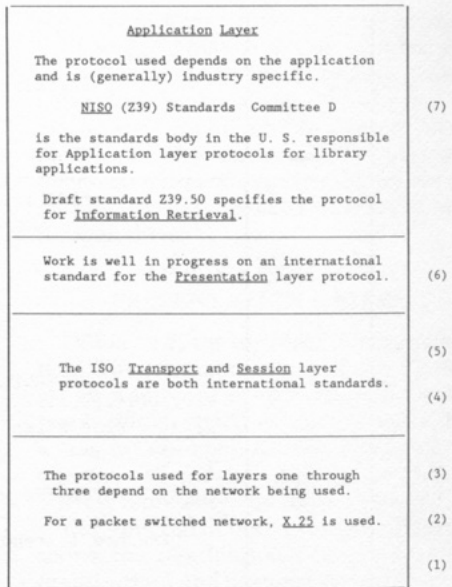 Application Layer
The protocol used depends on the application
and is (generally) industry specific.
NISO (Z39) Standards Committee D (7)
is the standards body in the U. S. responsible
for Application layer protocols for library
applications.
Draft standard Z39.50 specifies the protocol
for Information Retrieval.
Work is well in progress on an international
standard for the Presentation layer protocol. (6)
(5)
The ISO Transport and Session layer
protocols are both international standards.
(4)
The protocols used for layers one through (3)
three depend on the network being used.
For a packet switched network, X.25 is used. (2)
(1)